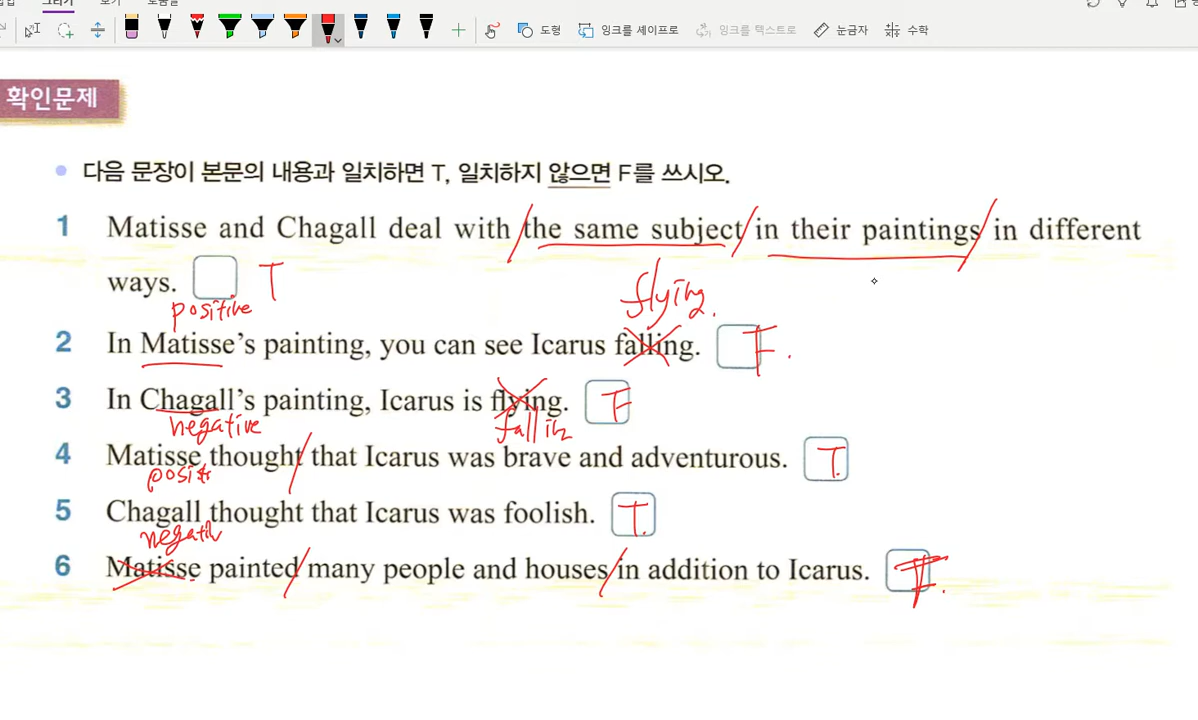 그리기
도형 잉크를 셰이프로 잉크를 텍스트로 눈금자 수학
확인문제
다음 문장이 본문의 내용과 일치하면 T, 일치하지 않으면 F를 쓰시오.
1 Matisse and Chagall deal with the same subject in their paintings in different
ways. T
positive
flying.
2 In Matisse's painting, you can see Icarus falling. F.
3 In Chagall's painting, Icarus is flying. F
negative
4 Matisse thought that Icarus was brave and adventurous. T.
5 Chagall thought that Icarus was foolish. T.
6 Matisse painted many people and houses in addition to Icarus. F.